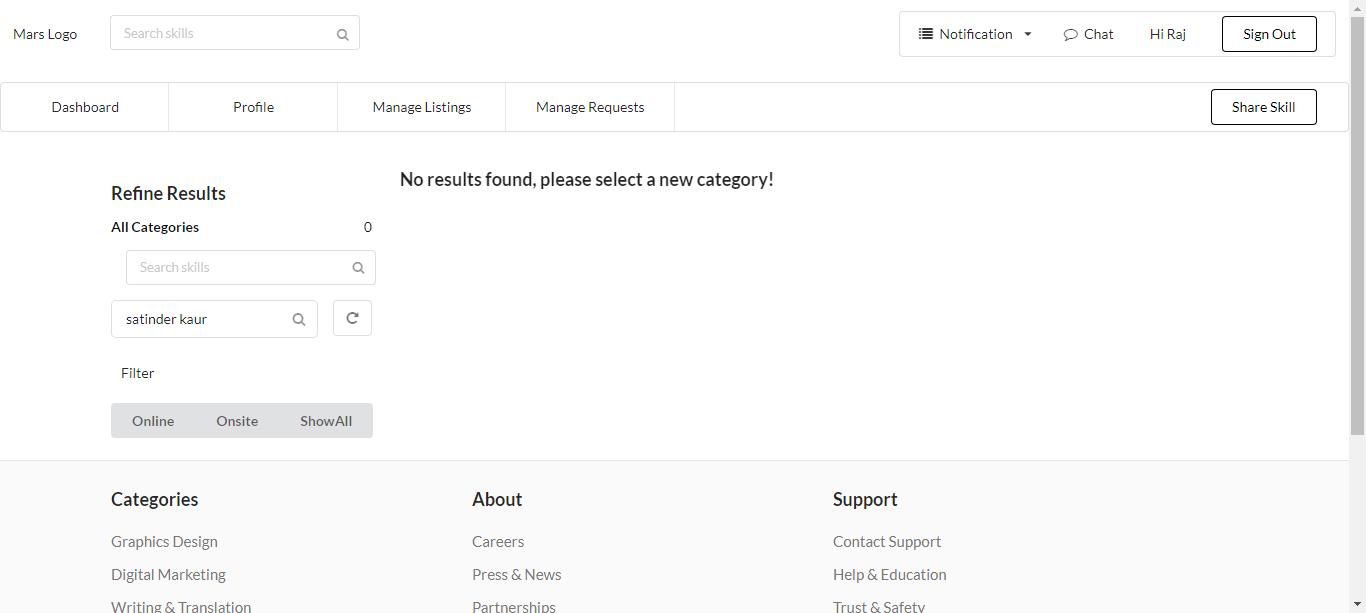 Mars Logo
Search skills
Notification
Chat
Hi Raj
Sign Out
Dashboard
Profile
Manage Listings
Manage Requests
Share Skill
Refine Results
All Categories 0
Search skills
satinder kaur
Filter
Online Onsite ShowAll
No results found, please select a new category!
Categories
Graphics Design
Digital Marketing
Writing & Translation
About
Careers
Press & News
Partnerships
Support
Contact Support
Help & Education
Trust & Safety